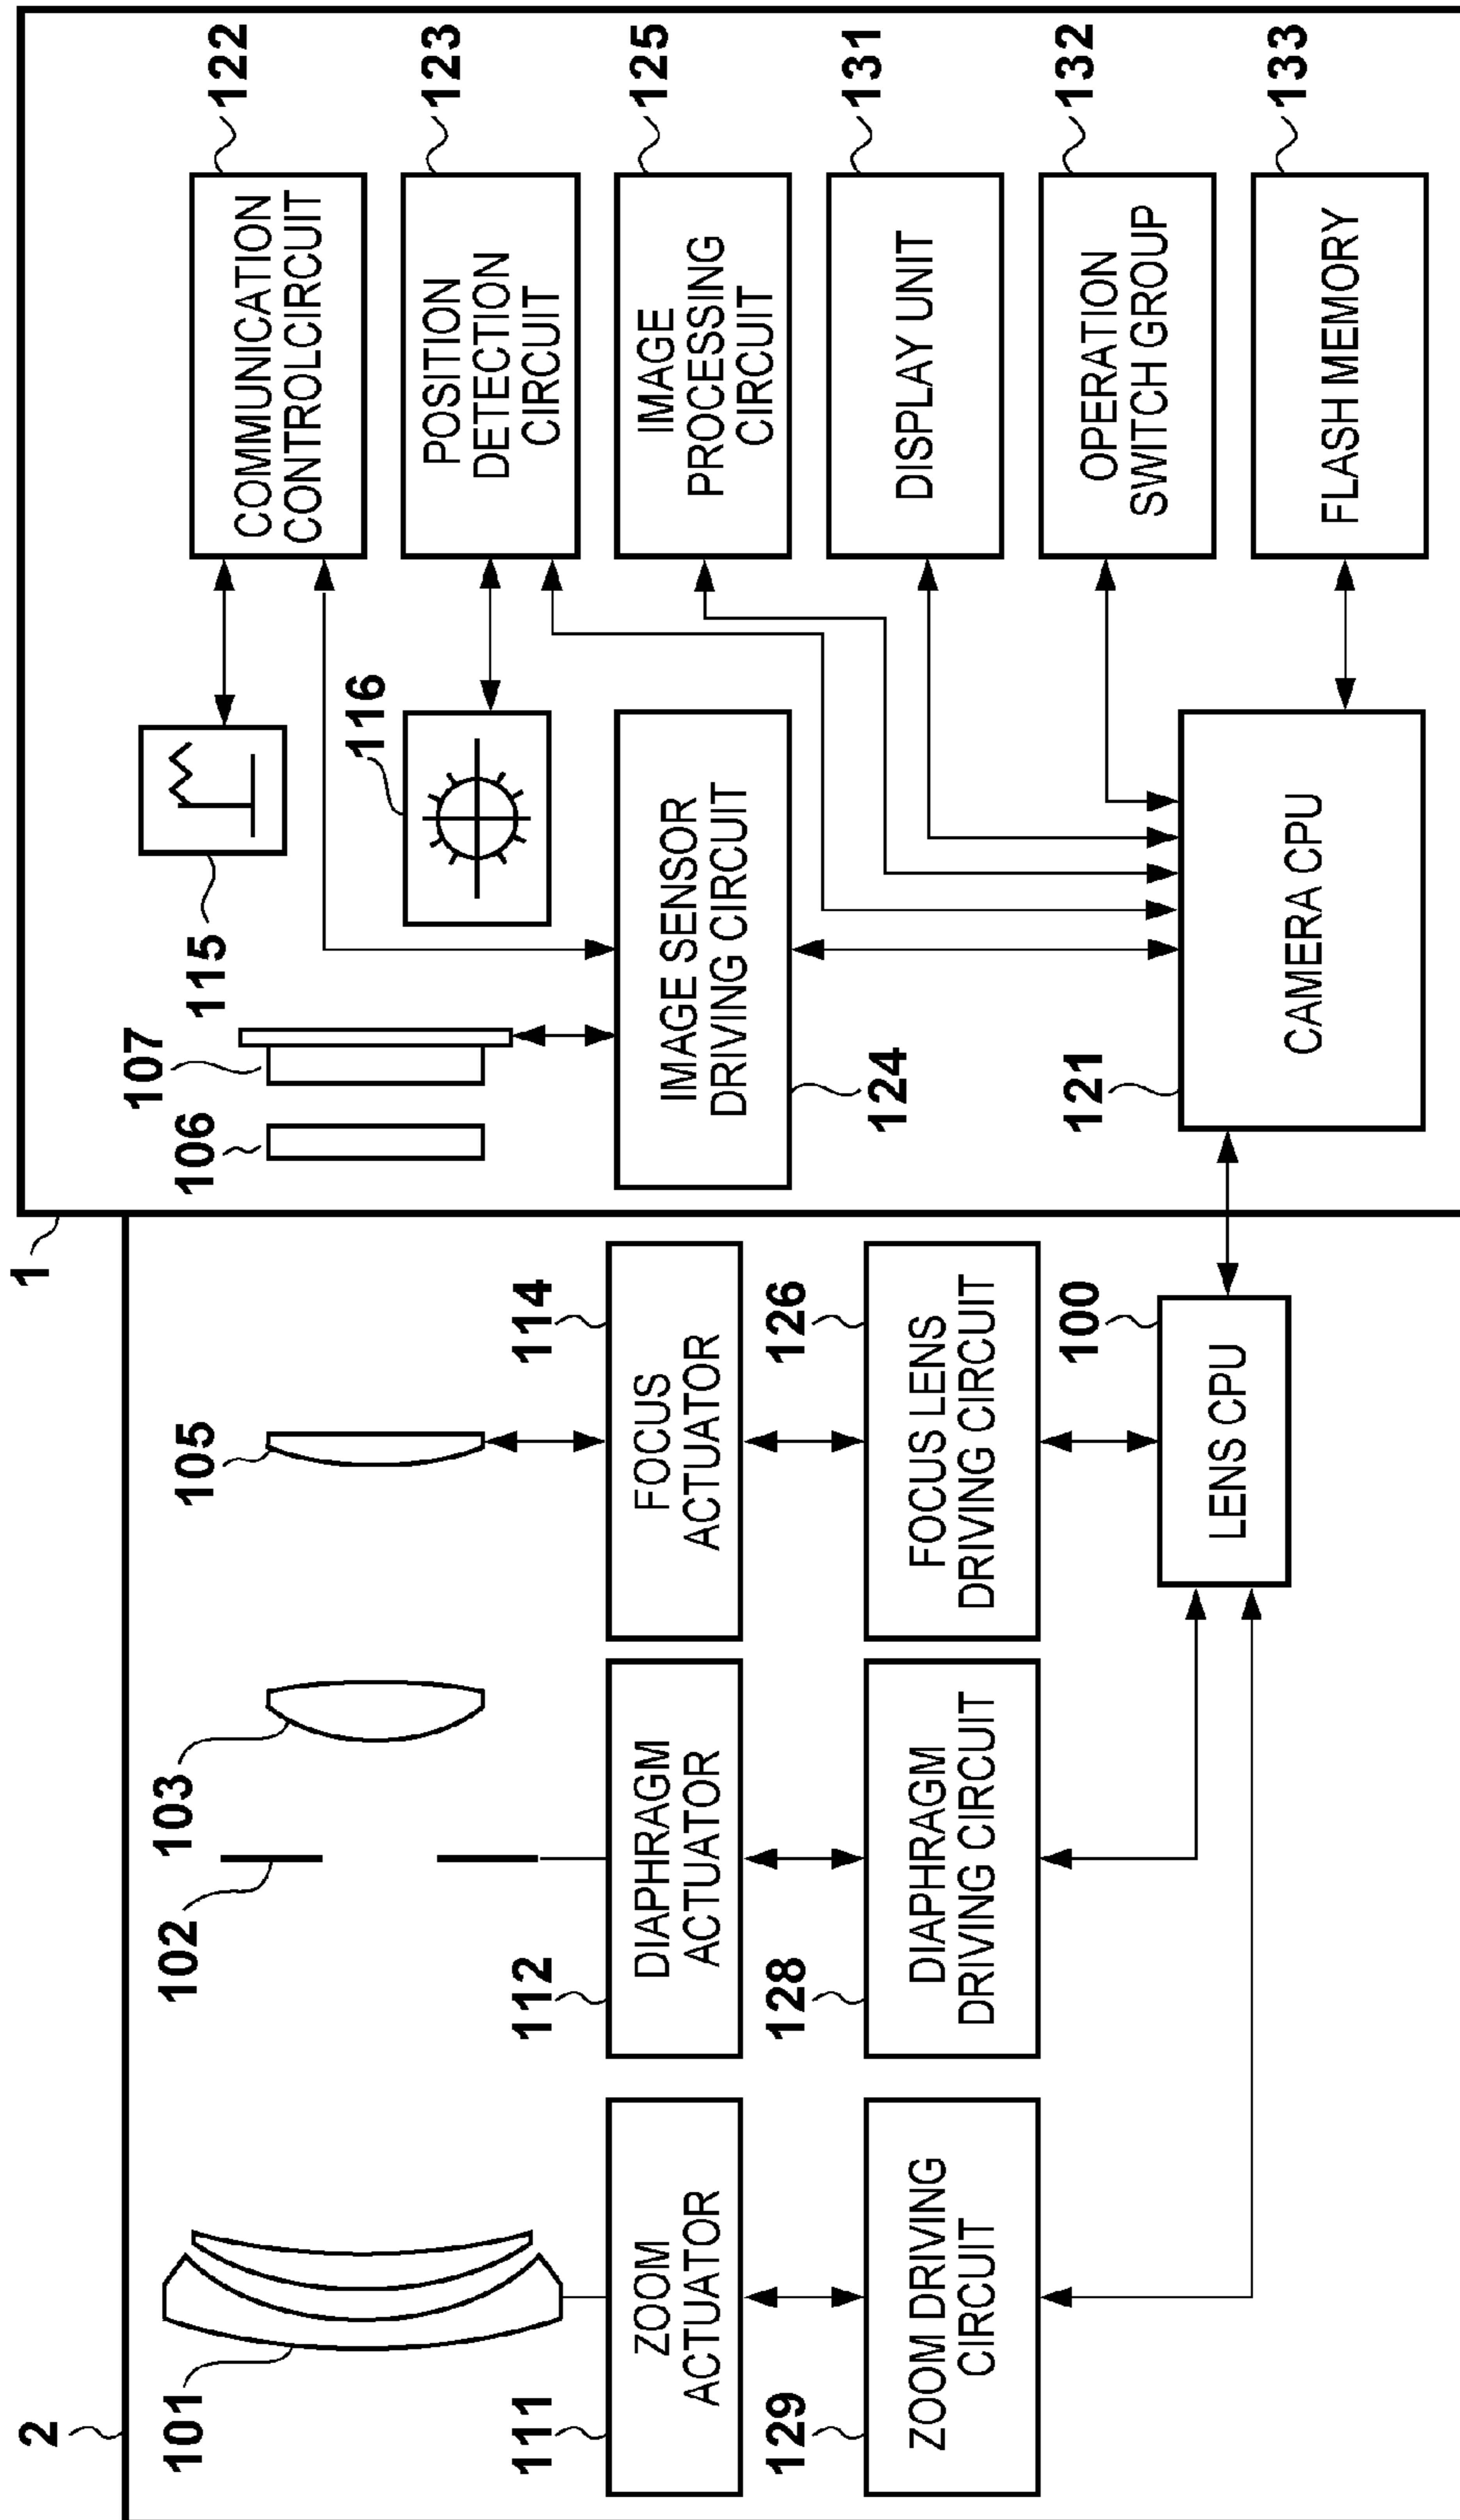 2
1
101
102
103
105
106
107
115
116
122
COMMUNICATION
CONTROLCIRCUIT
123
POSITION
DETECTION
CIRCUIT
111
ZOOM
ACTUATOR
112
DIAPHRAGM
ACTUATOR
114
FOCUS
ACTUATOR
IMAGE SENSOR
DRIVING CIRCUIT
124
125
IMAGE
PROCESSING
CIRCUIT
129
ZOOM DRIVING
CIRCUIT
128
DIAPHRAGM
DRIVING CIRCUIT
126
FOCUS LENS
DRIVING CIRCUIT
131
DISPLAY UNIT
132
OPERATION
SWITCH GROUP
100
LENS CPU
121
CAMERA CPU
133
FLASH MEMORY